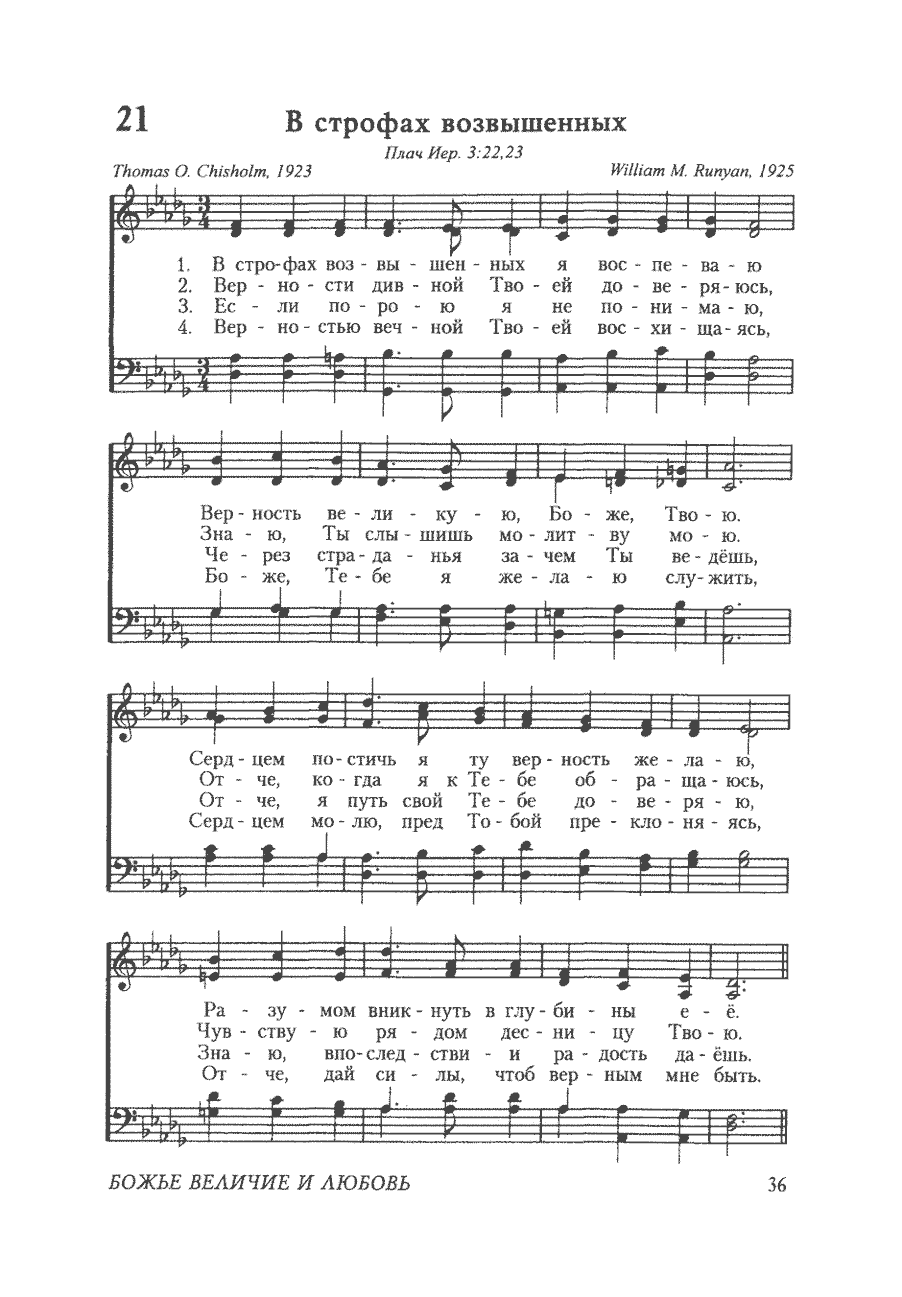 21 В строфах возвышенных
Плач Иер. 3:22,23
Thomas O. Chisholm, 1923 William M. Runyan, 1925
1. В стро-фах воз - вы - шен - ных я вос - пе - ва - ю
2. Вер - но - сти див - ной Тво - ей до - ве - ря-юсь,
3. Ес - ли по - ро - ю я не по - ни - ма - ю,
4. Вер - но-стью веч - ной Тво - ей вос - хи - ща-ясь,
Вер - ность ве - ли - ку - ю, Бо - же, Тво - ю.
Зна - ю, Ты слы - шишь мо - лит - ву мо - ю.
Че - рез стра - да - нья за - чем Ты ве - дёшь,
Бо - же, Те - бе я же - ла - ю слу-жить,
Серд - цем по - стичь я ту вер - ность же - ла - ю,
От - че, ко - гда я к Те - бе об - ра - ща - юсь,
От - че, я путь свой Те - бе до - ве - ря - ю,
Серд - цем мо - лю, пред То - бой пре - кло - ня - ясь,
Ра - зу - мом вник - нуть в глу - би - ны е - ё.
Чув - ству - ю ря - дом дес - ни - цу Тво - ю.
Зна - ю, впо-след - стви - и ра - дость да - ёшь.
От - че, дай си - лы, чтоб вер - ным мне быть.
БОЖЬЕ ВЕЛИЧИЕ И ЛЮБОВЬ 36